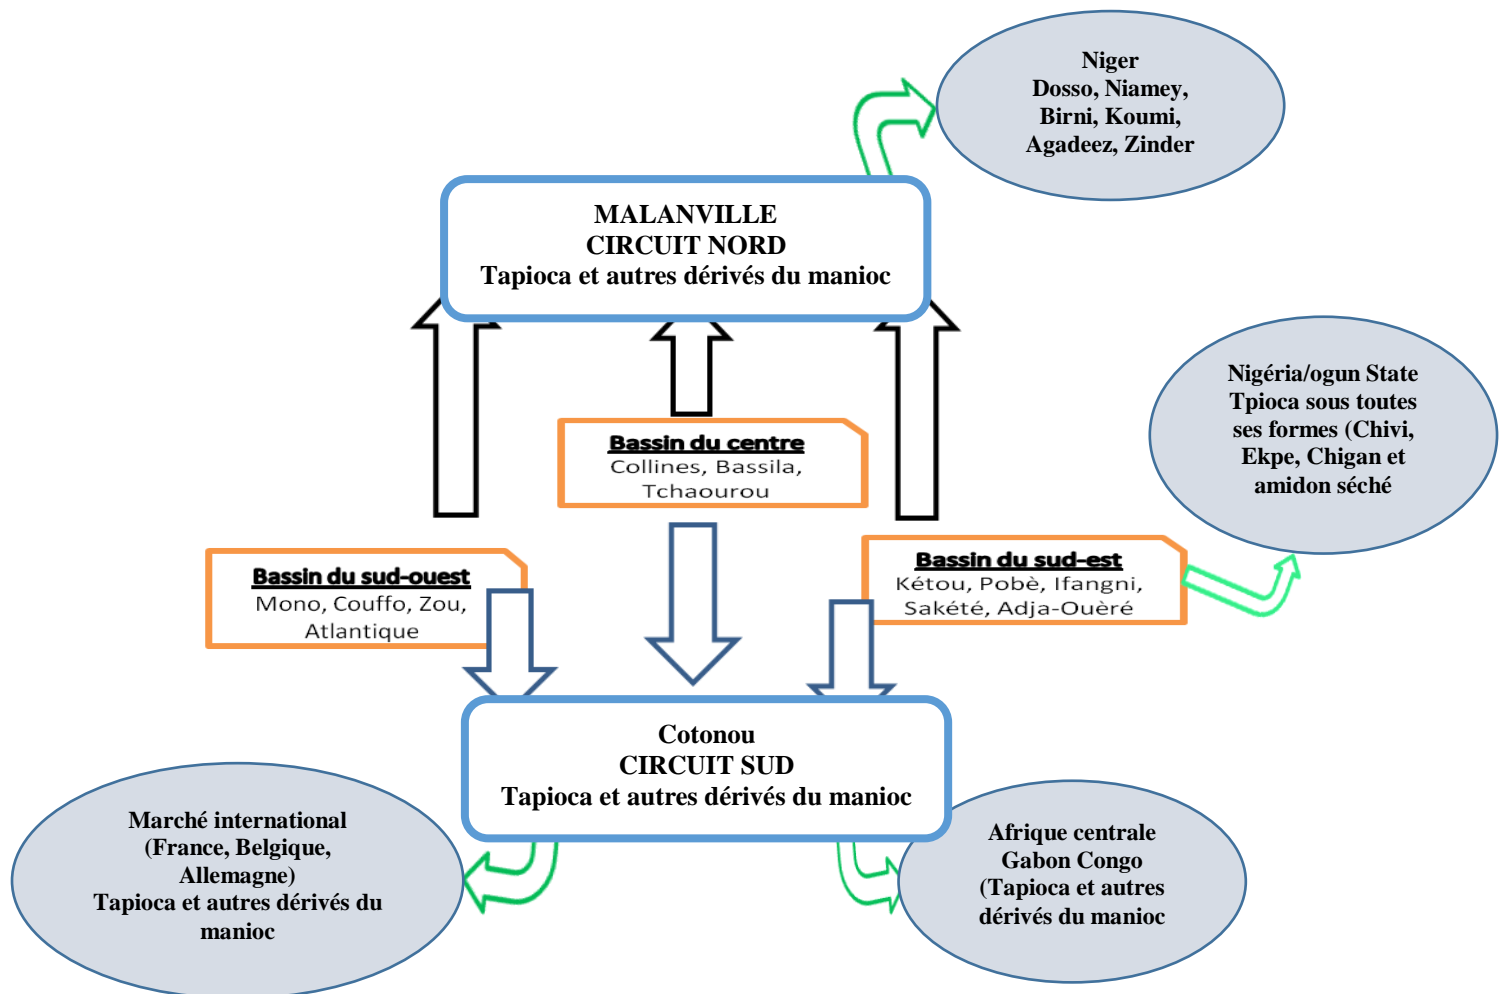 Niger
Dosso, Niamey,
Birni, Koumi,
Agadeez, Zinder
MALANVILLE
CIRCUIT NORD
Tapioca et autres dérivés du manioc
Nigéria/ogun State
Tpioca sous toutes
ses formes (Chivi,
Ekpe, Chigan et
amidon séché
Bassin du centre
Collines, Bassila,
Tchaourou
Bassin du sud-ouest
Mono, Couffo, Zou,
Atlantique
Bassin du sud-est
Kétou, Pobè, Ifangni,
Sakété, Adja-Ouèré
Cotonou
CIRCUIT SUD
Tapioca et autres dérivés du manioc
Marché international
(France, Belgique,
Allemagne)
Tapioca et autres dérivés du
manioc
Afrique centrale
Gabon Congo
(Tapioca et autres
dérivés du manioc